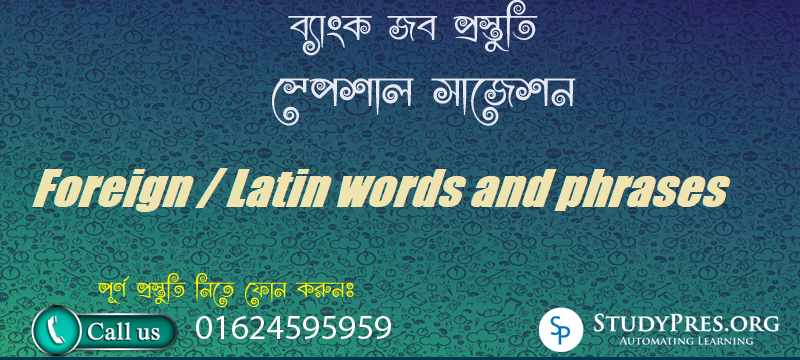 ব্যাংক জব প্রস্তুতি
স্পেশাল সাজেশন
Foreign / Latin words and phrases
পূর্ণ প্রস্তুতি নিতে ফোন করুনঃ
Call us 01624595959
SP StudyPres.org
Automating Learning